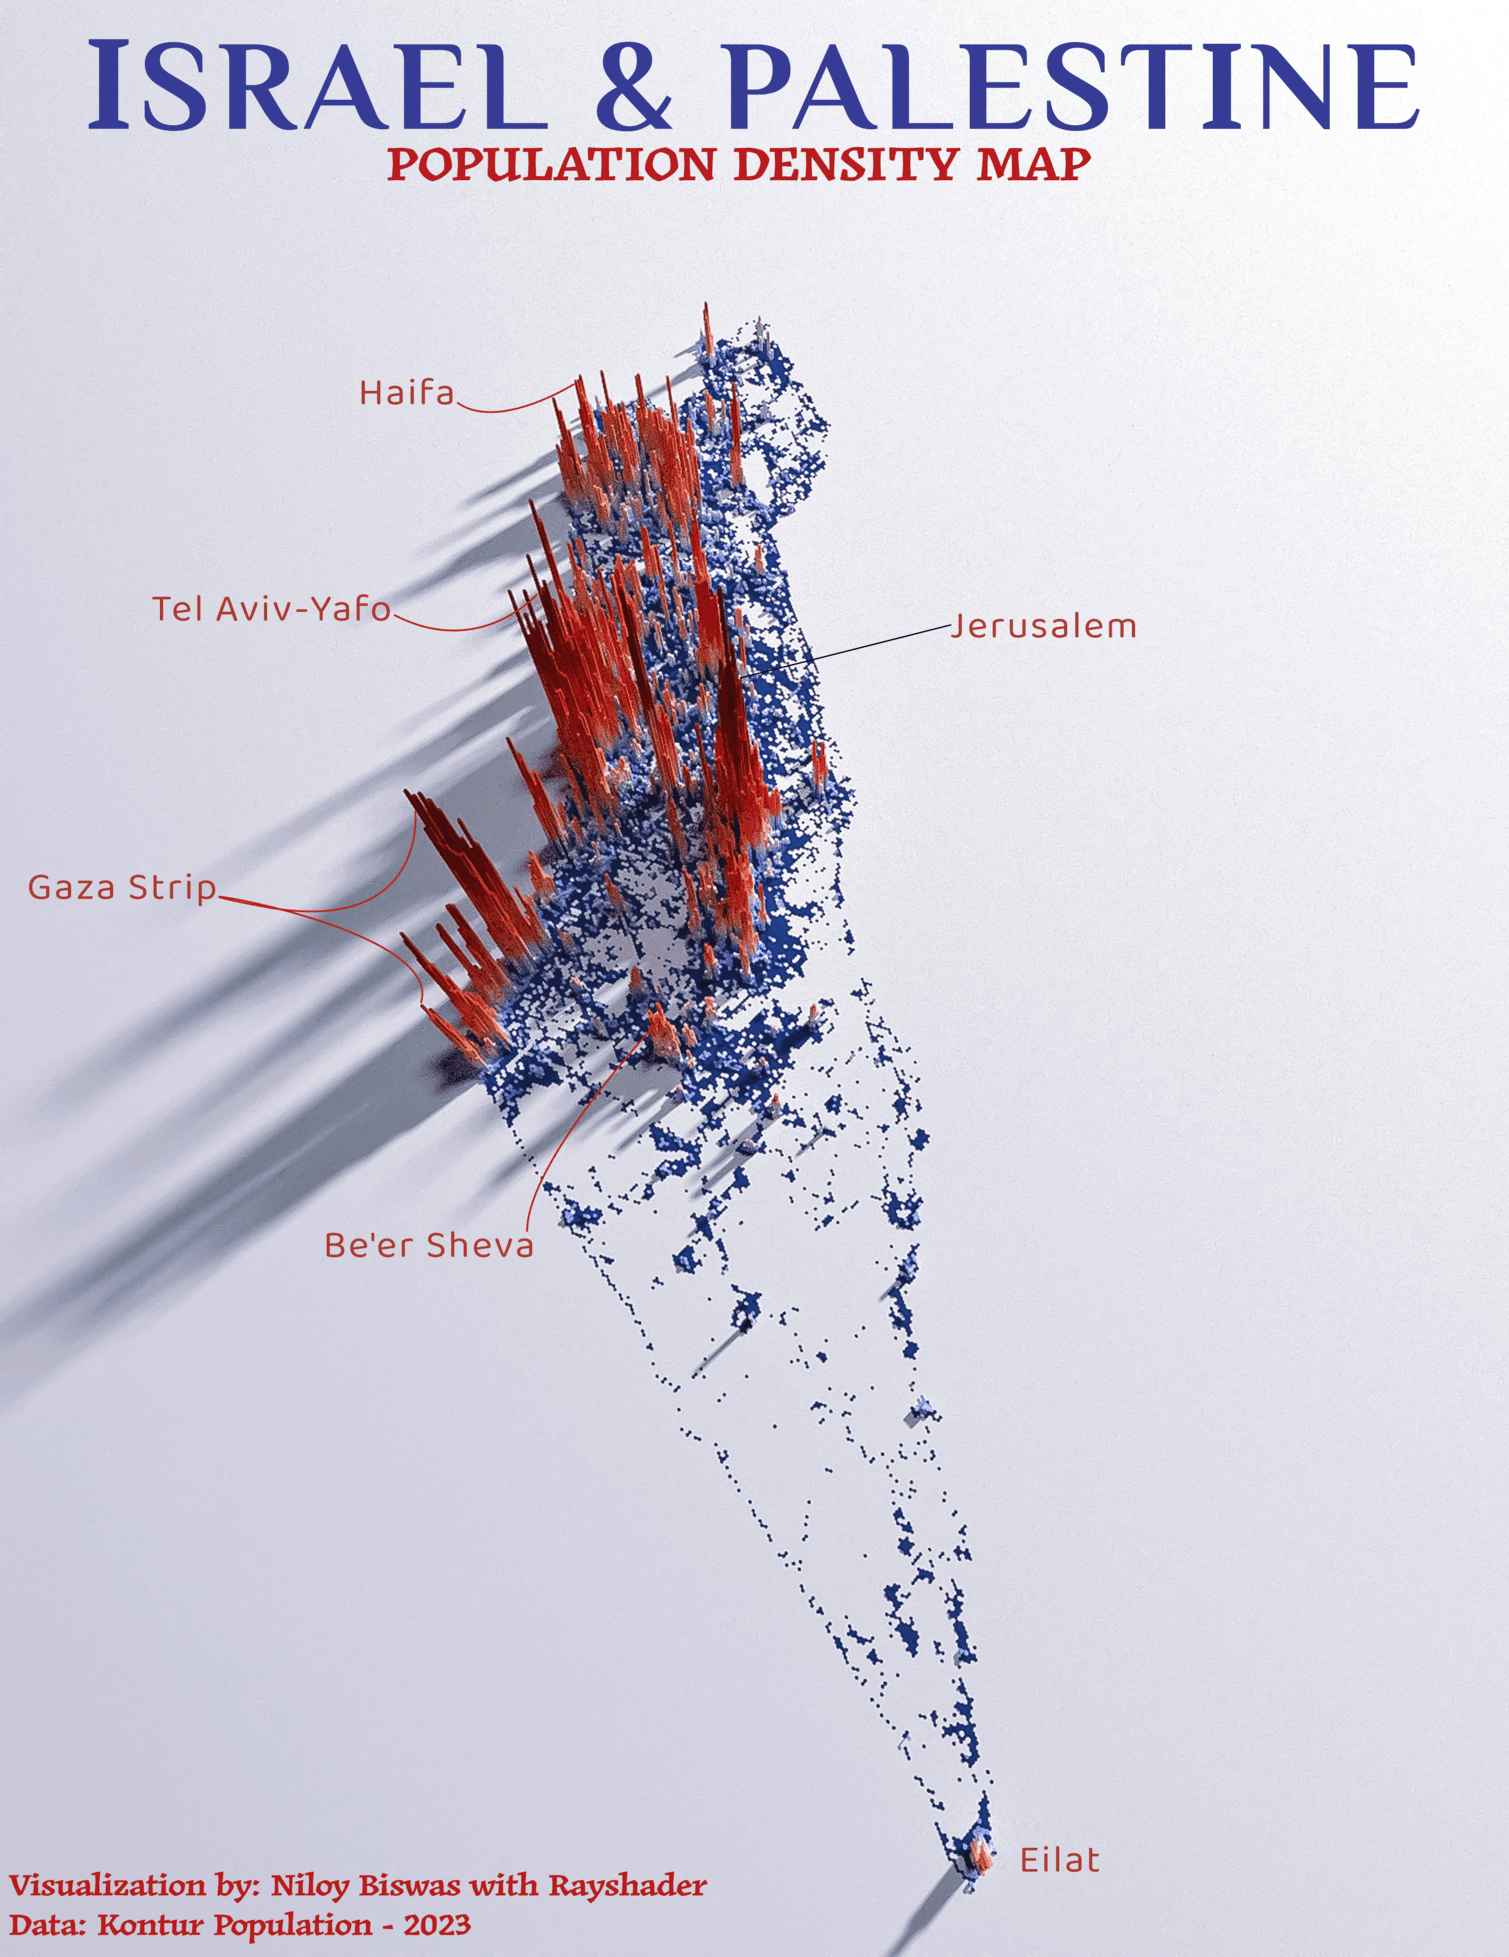 ISRAEL & PALESTINE
POPULATION DENSITY MAP
Haifa
Tel Aviv-Yafo
Jerusalem
Gaza Strip
Be'er Sheva
Eilat
Visualization by: Niloy Biswas with Rayshader
Data: Kontur Population - 2023